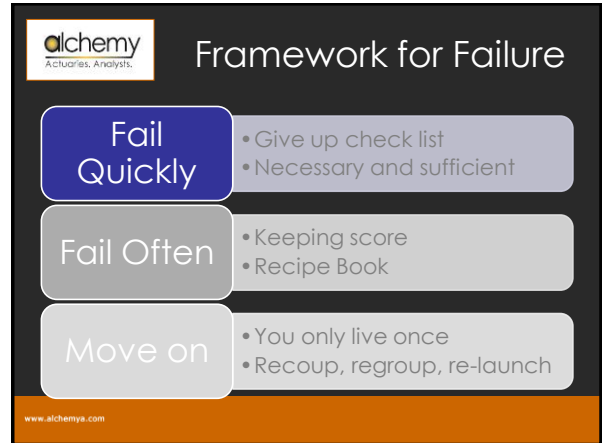 alchemy
Actuaries. Analysts.
Framework for Failure
Fail
Quickly
• Give up check list
• Necessary and sufficient
Fail Often
• Keeping score
• Recipe Book
Move on
• You only live once
• Recoup, regroup, re-launch
www.alchemya.com